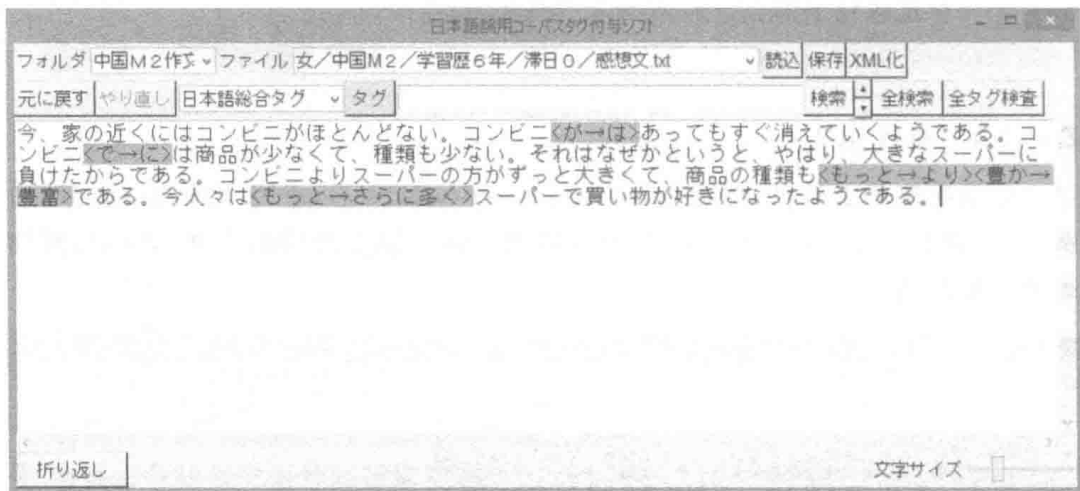 日本語誤用コーパスタグ付与ソフト
フォルダ 中国M2作文 ファイル 女／中国M2／学習歴6年／滞日0／感想文.txt 読込 保存 XML化
元に戻す やり直し 日本語総合タグ タグ 検索 全検索 全タグ検査
今、家の近くにはコンビニがほとんどない。コンビニ<が→は>あってもすぐ消えていくようである。コ
ンビニ<で→に>は商品が少なくて、種類も少ない。それはなぜかというと、やはり、大きなスーパーに
負けたからである。コンビニよりスーパーの方がずっと大きくて、商品の種類も<もっと→より><豊か→
豊富>である。今人々は<もっと→さらに多く>スーパーで買い物が好きになったようである。
折り返し 文字サイズ